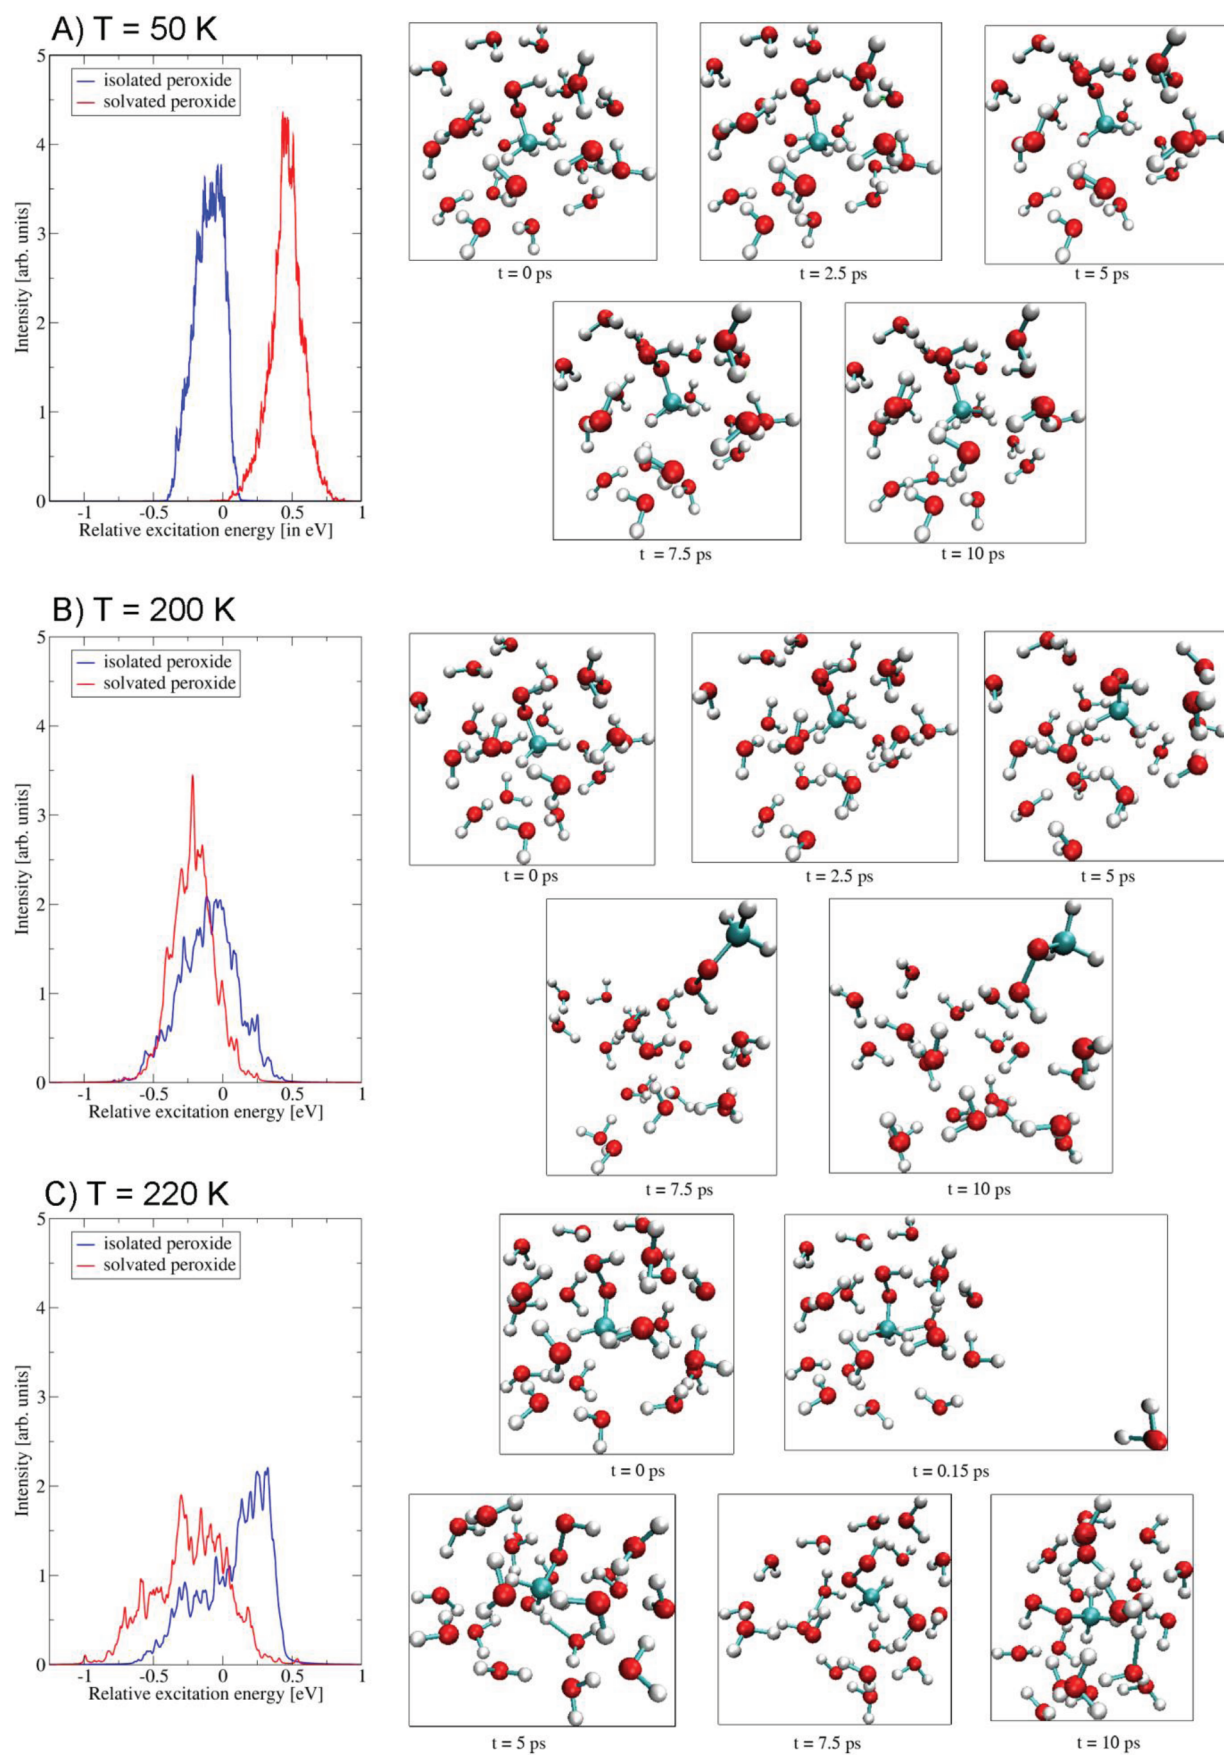 A) T = 50 K
5
4
3
2
1
0
Intensity [arb. units]
isolated peroxide
solvated peroxide
-1
-0.5
0
0.5
1
Relative excitation energy [in eV]
t = 0 ps
t = 2.5 ps
t = 5 ps
t = 7.5 ps
t = 10 ps
B) T = 200 K
5
4
3
2
1
0
Intensity [arb. units]
isolated peroxide
solvated peroxide
-1
-0.5
0
0.5
1
Relative excitation energy [eV]
t = 0 ps
t = 2.5 ps
t = 5 ps
t = 7.5 ps
t = 10 ps
C) T = 220 K
5
4
3
2
1
0
Intensity [arb. units]
isolated peroxide
solvated peroxide
-1
-0.5
0
0.5
1
Relative excitation energy [eV]
t = 0 ps
t = 0.15 ps
t = 5 ps
t = 7.5 ps
t = 10 ps